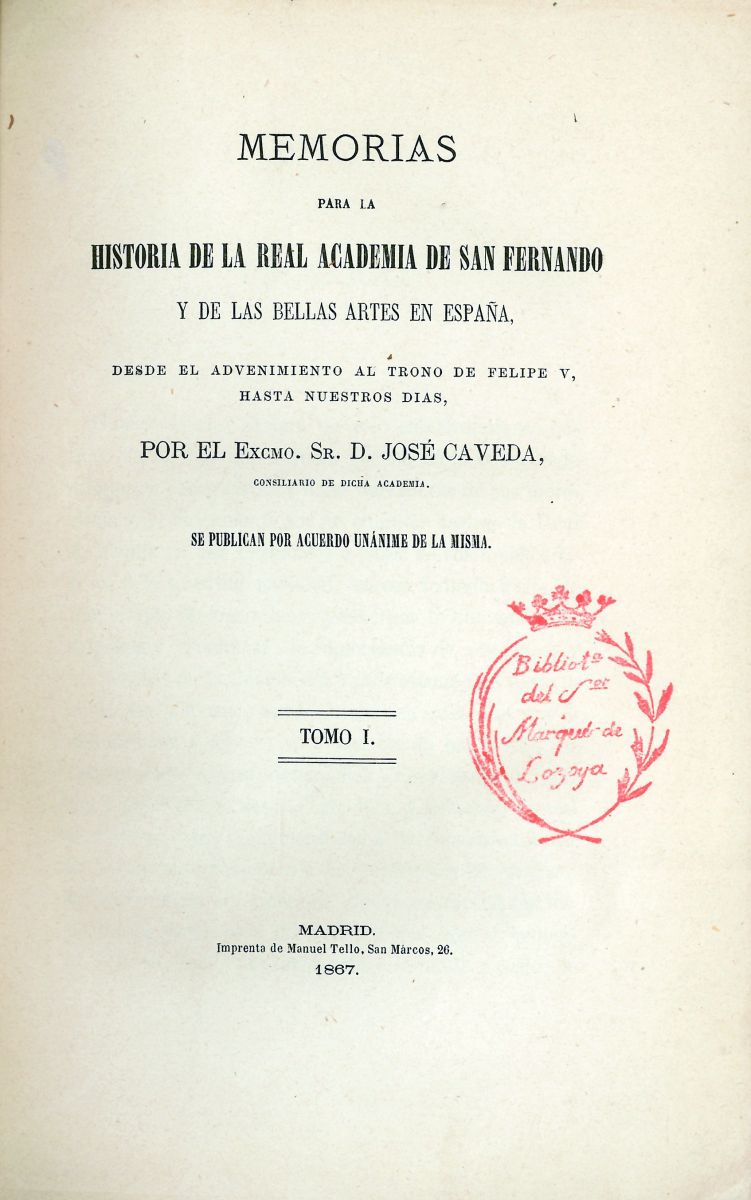 MEMORIAS
PARA LA
HISTORIA DE LA REAL ACADEMIA DE SAN FERNANDO
Y DE LAS BELLAS ARTES EN ESPAÑA,
DESDE EL ADVENIMIENTO AL TRONO DE FELIPE V,
HASTA NUESTROS DIAS,
POR EL EXCMO. SR. D. JOSÉ CAVEDA,
CONSILIARIO DE DICHA ACADEMIA.
SE PUBLICAN POR ACUERDO UNÁNIME DE LA MISMA.
TOMO I.
Bibliotª
del Sor
Marqués de
Lozoya
MADRID.
Imprenta de Manuel Tello, San Márcos, 26.
1867.